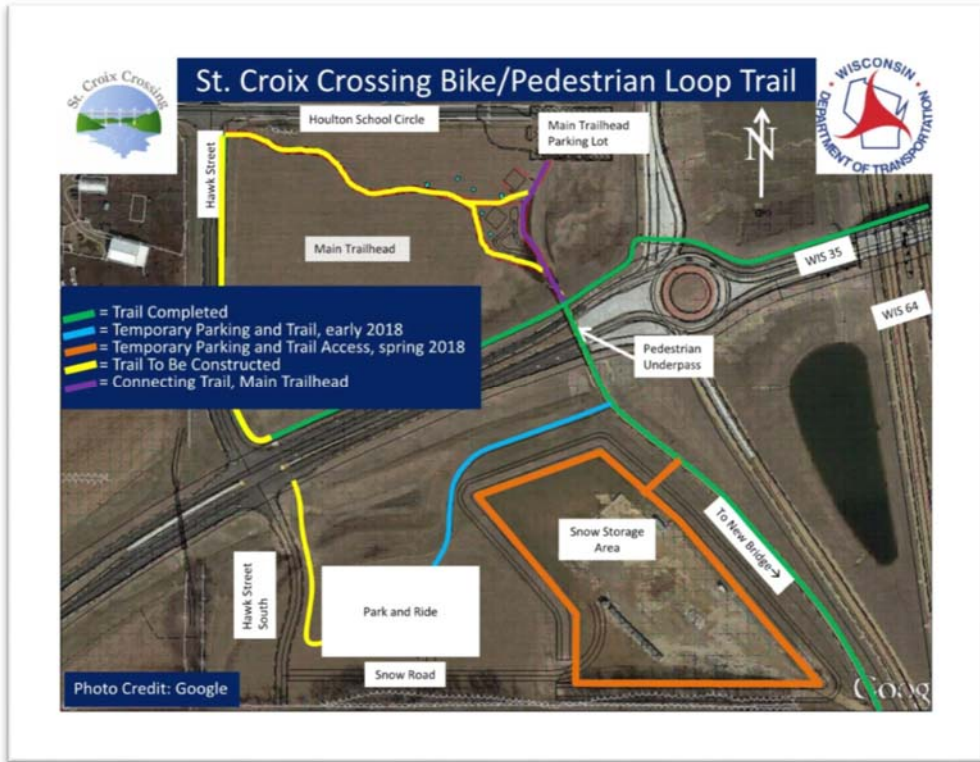 St. Croix Crossing
St. Croix Crossing Bike/Pedestrian Loop Trail
WISCONSIN
DEPARTMENT OF TRANSPORTATION
Houlton School Circle
Main Trailhead
Parking Lot
N
Hawk Street
Main Trailhead
WIS 35
WIS 64
= Trail Completed
= Temporary Parking and Trail, early 2018
= Temporary Parking and Trail Access, spring 2018
= Trail To Be Constructed
= Connecting Trail, Main Trailhead
Pedestrian
Underpass
Snow Storage
Area
To New Bridge→
Hawk Street
South
Park and Ride
Snow Road
Photo Credit: Google
Goog